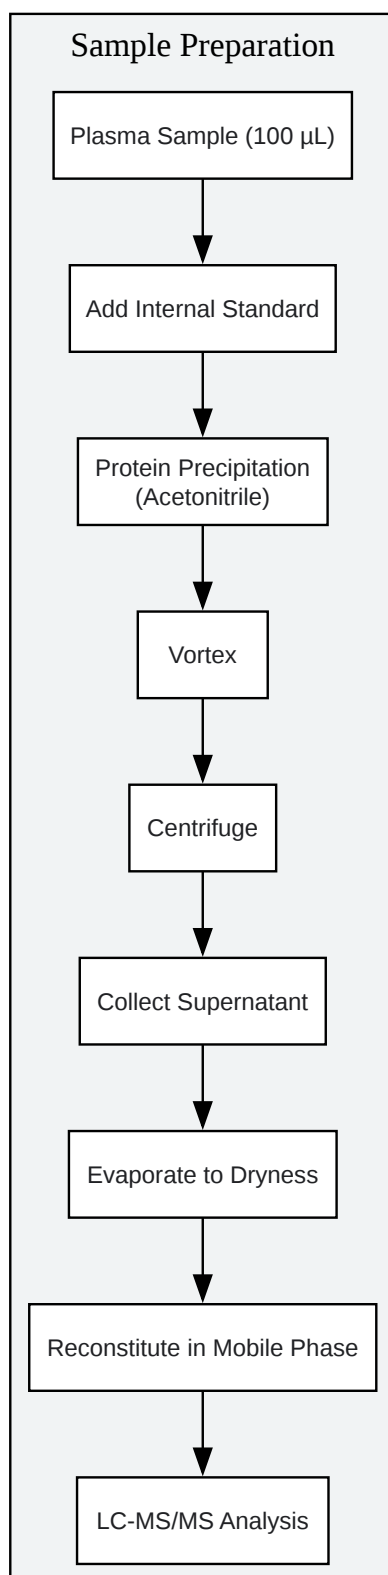 Sample Preparation
Plasma Sample (100 µL)
Add Internal Standard
Protein Precipitation
(Acetonitrile)
Vortex
Centrifuge
Collect Supernatant
Evaporate to Dryness
Reconstitute in Mobile Phase
LC-MS/MS Analysis